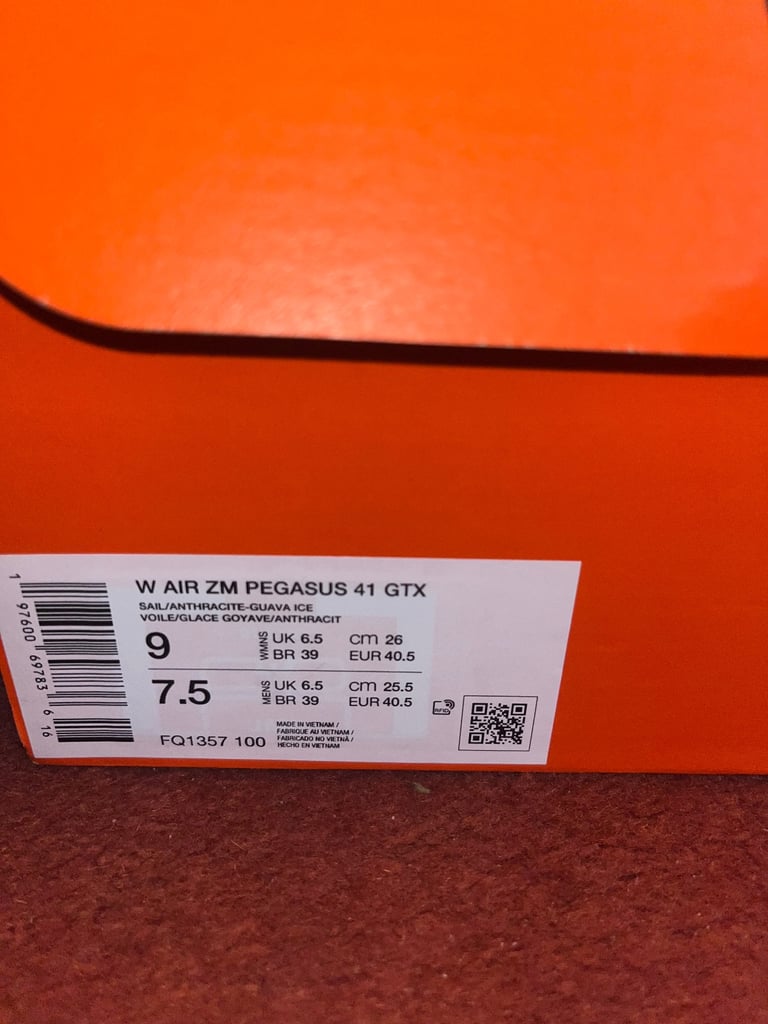 W AIR ZM PEGASUS 41 GTX
SAIL/ANTHRACITE-GUAVA ICE
VOILE/GLACE GOYAVE/ANTHRACIT
9 WMNS UK 6.5 CM 26
BR 39 EUR 40.5
7.5 MENS UK 6.5 CM 25.5
BR 39 EUR 40.5
RFID
FQ1357 100
MADE IN VIETNAM /
FABRIQUE AU VIETNAM /
FABRICADO NO VIETNÃ /
HECHO EN VIETNAM
1 97600 69783 6 16